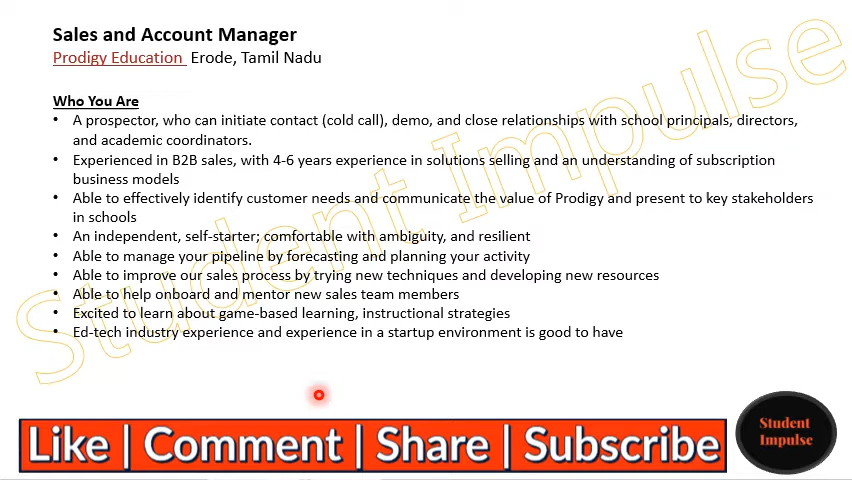 Sales and Account Manager
Prodigy Education Erode, Tamil Nadu
Who You Are
• A prospector, who can initiate contact (cold call), demo, and close relationships with school principals, directors,
and academic coordinators.
• Experienced in B2B sales, with 4-6 years experience in solutions selling and an understanding of subscription
business models
• Able to effectively identify customer needs and communicate the value of Prodigy and present to key stakeholders
in schools
• An independent, self-starter; comfortable with ambiguity, and resilient
• Able to manage your pipeline by forecasting and planning your activity
• Able to improve our sales process by trying new techniques and developing new resources
• Able to help onboard and mentor new sales team members
• Excited to learn about game-based learning, instructional strategies
• Ed-tech industry experience and experience in a startup environment is good to have
Student Impulse
Like | Comment | Share | Subscribe
Student
Impulse